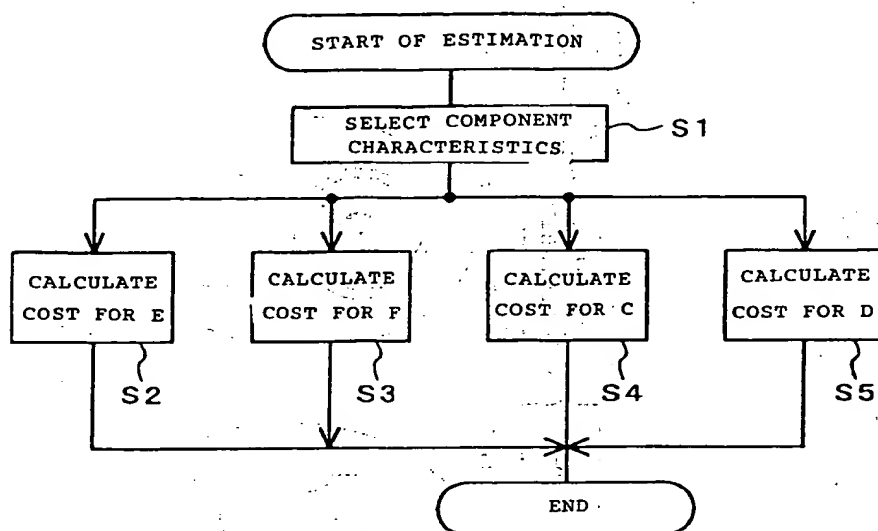 START OF ESTIMATION
SELECT COMPONENT
CHARACTERISTICS
S1
CALCULATE
COST FOR E
S2
CALCULATE
COST FOR F
S3
CALCULATE
COST FOR C
S4
CALCULATE
COST FOR D
S5
END